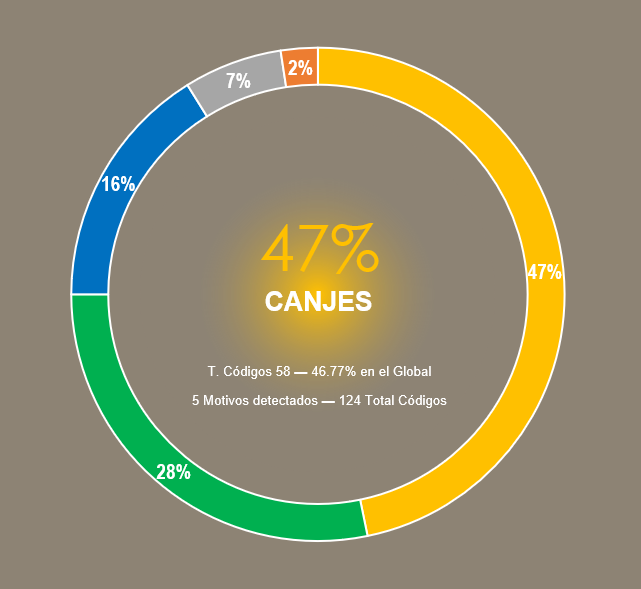 2%
7%
16%
47%
47%
CANJES
T. Códigos 58 — 46.77% en el Global
5 Motivos detectados — 124 Total Códigos
28%